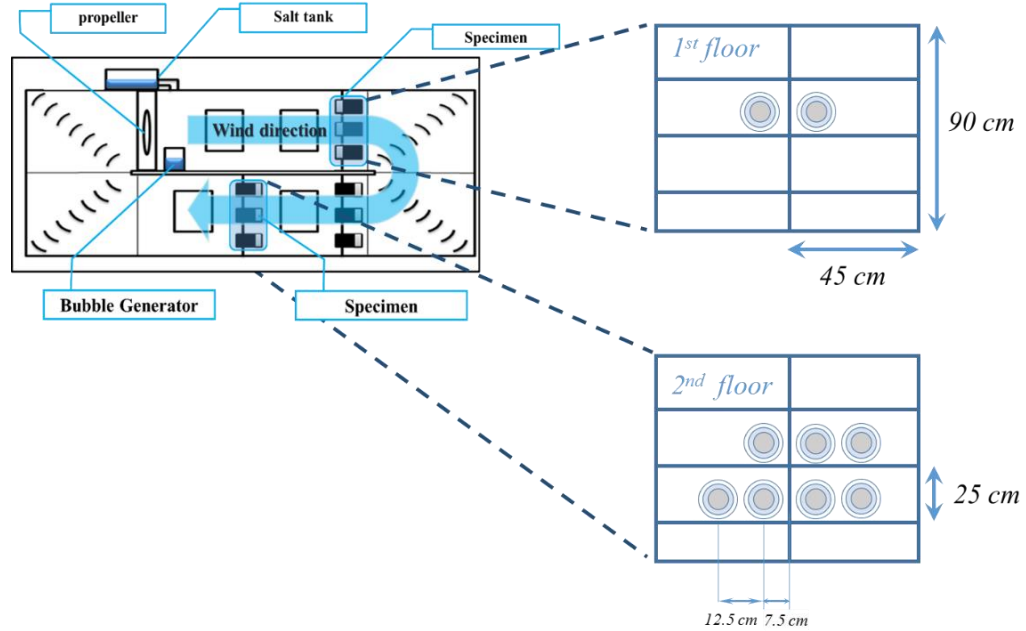 propeller
Salt tank
Specimen
Wind direction
Bubble Generator
Specimen
1st floor
90 cm
45 cm
2nd floor
25 cm
12.5 cm
7.5 cm